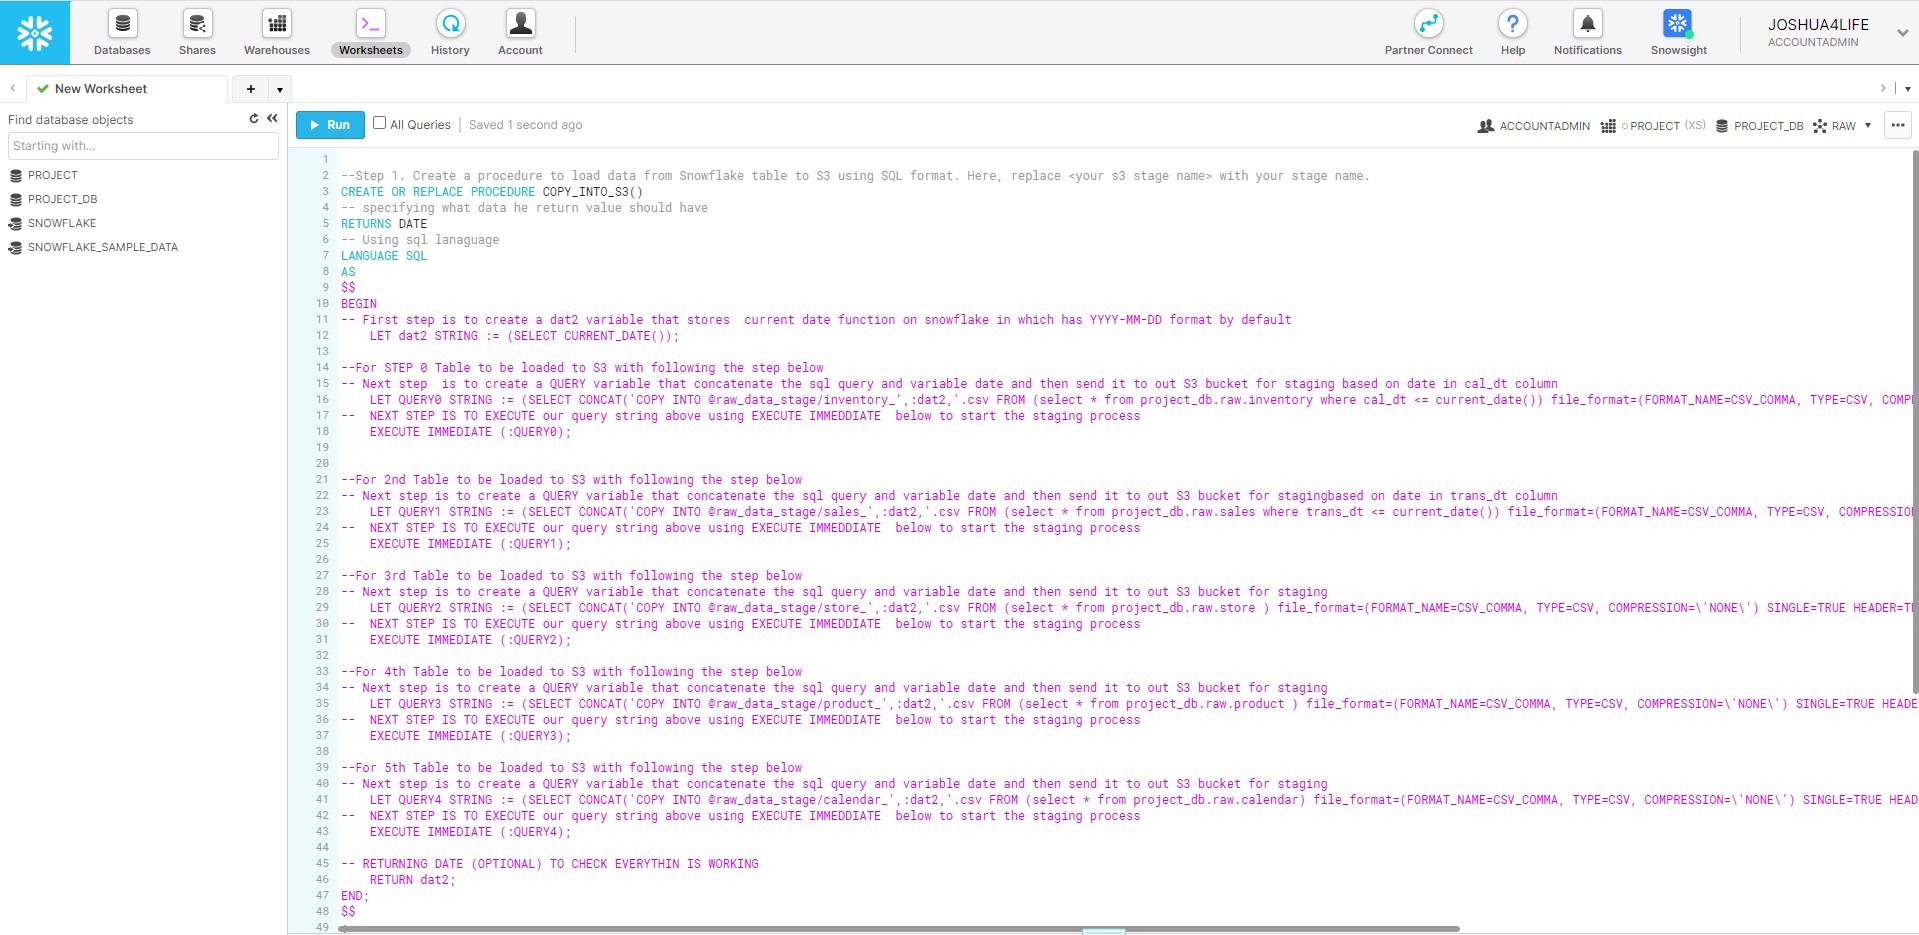 Databases Shares Warehouses Worksheets History Account Partner Connect Help Notifications Snowsight JOSHUA4LIFE
ACCOUNTADMIN
New Worksheet +
Find database objects
Starting with...
PROJECT
PROJECT_DB
SNOWFLAKE
SNOWFLAKE_SAMPLE_DATA
Run All Queries Saved 1 second ago ACCOUNTADMIN PROJECT (XS) PROJECT_DB RAW ...
1
2 --Step 1. Create a procedure to load data from Snowflake table to S3 using SQL format. Here, replace <your s3 stage name> with your stage name.
3 CREATE OR REPLACE PROCEDURE COPY_INTO_S3()
4 -- specifying what data he return value should have
5 RETURNS DATE
6 -- Using sql lanaguage
7 LANGUAGE SQL
8 AS
9 $$
10 BEGIN
11 -- First step is to create a dat2 variable that stores  current date function on snowflake in which has YYYY-MM-DD format by default
12     LET dat2 STRING := (SELECT CURRENT_DATE());
13
14 --For STEP 0 Table to be loaded to S3 with following the step below
15 -- Next step  is to create a QUERY variable that concatenate the sql query and variable date and then send it to out S3 bucket for staging based on date in cal_dt column
16     LET QUERY0 STRING := (SELECT CONCAT('COPY INTO @raw_data_stage/inventory_',:dat2,'.csv FROM (select * from project_db.raw.inventory where cal_dt <= current_date()) file_format=(FORMAT_NAME=CSV_COMMA, TYPE=CSV, COMP
17 --  NEXT STEP IS TO EXECUTE our query string above using EXECUTE IMMEDDIATE  below to start the staging process
18     EXECUTE IMMEDIATE (:QUERY0);
19
20
21 --For 2nd Table to be loaded to S3 with following the step below
22 -- Next step is to create a QUERY variable that concatenate the sql query and variable date and then send it to out S3 bucket for stagingbased on date in trans_dt column
23     LET QUERY1 STRING := (SELECT CONCAT('COPY INTO @raw_data_stage/sales_',:dat2,'.csv FROM (select * from project_db.raw.sales where trans_dt <= current_date()) file_format=(FORMAT_NAME=CSV_COMMA, TYPE=CSV, COMPRESSION
24 --  NEXT STEP IS TO EXECUTE our query string above using EXECUTE IMMEDDIATE  below to start the staging process
25     EXECUTE IMMEDIATE (:QUERY1);
26
27 --For 3rd Table to be loaded to S3 with following the step below
28 -- Next step is to create a QUERY variable that concatenate the sql query and variable date and then send it to out S3 bucket for staging
29     LET QUERY2 STRING := (SELECT CONCAT('COPY INTO @raw_data_stage/store_',:dat2,'.csv FROM (select * from project_db.raw.store ) file_format=(FORMAT_NAME=CSV_COMMA, TYPE=CSV, COMPRESSION=\'NONE\') SINGLE=TRUE HEADER=T
30 --  NEXT STEP IS TO EXECUTE our query string above using EXECUTE IMMEDDIATE  below to start the staging process
31     EXECUTE IMMEDIATE (:QUERY2);
32
33 --For 4th Table to be loaded to S3 with following the step below
34 -- Next step is to create a QUERY variable that concatenate the sql query and variable date and then send it to out S3 bucket for staging
35     LET QUERY3 STRING := (SELECT CONCAT('COPY INTO @raw_data_stage/product_',:dat2,'.csv FROM (select * from project_db.raw.product ) file_format=(FORMAT_NAME=CSV_COMMA, TYPE=CSV, COMPRESSION=\'NONE\') SINGLE=TRUE HEADE
36 --  NEXT STEP IS TO EXECUTE our query string above using EXECUTE IMMEDDIATE  below to start the staging process
37     EXECUTE IMMEDIATE (:QUERY3);
38
39 --For 5th Table to be loaded to S3 with following the step below
40 -- Next step is to create a QUERY variable that concatenate the sql query and variable date and then send it to out S3 bucket for staging
41     LET QUERY4 STRING := (SELECT CONCAT('COPY INTO @raw_data_stage/calendar_',:dat2,'.csv FROM (select * from project_db.raw.calendar) file_format=(FORMAT_NAME=CSV_COMMA, TYPE=CSV, COMPRESSION=\'NONE\') SINGLE=TRUE HEAD
42 --  NEXT STEP IS TO EXECUTE our query string above using EXECUTE IMMEDDIATE  below to start the staging process
43     EXECUTE IMMEDIATE (:QUERY4);
44
45 -- RETURNING DATE (OPTIONAL) TO CHECK EVERYTHIN IS WORKING
46     RETURN dat2;
47 END;
48 $$
49